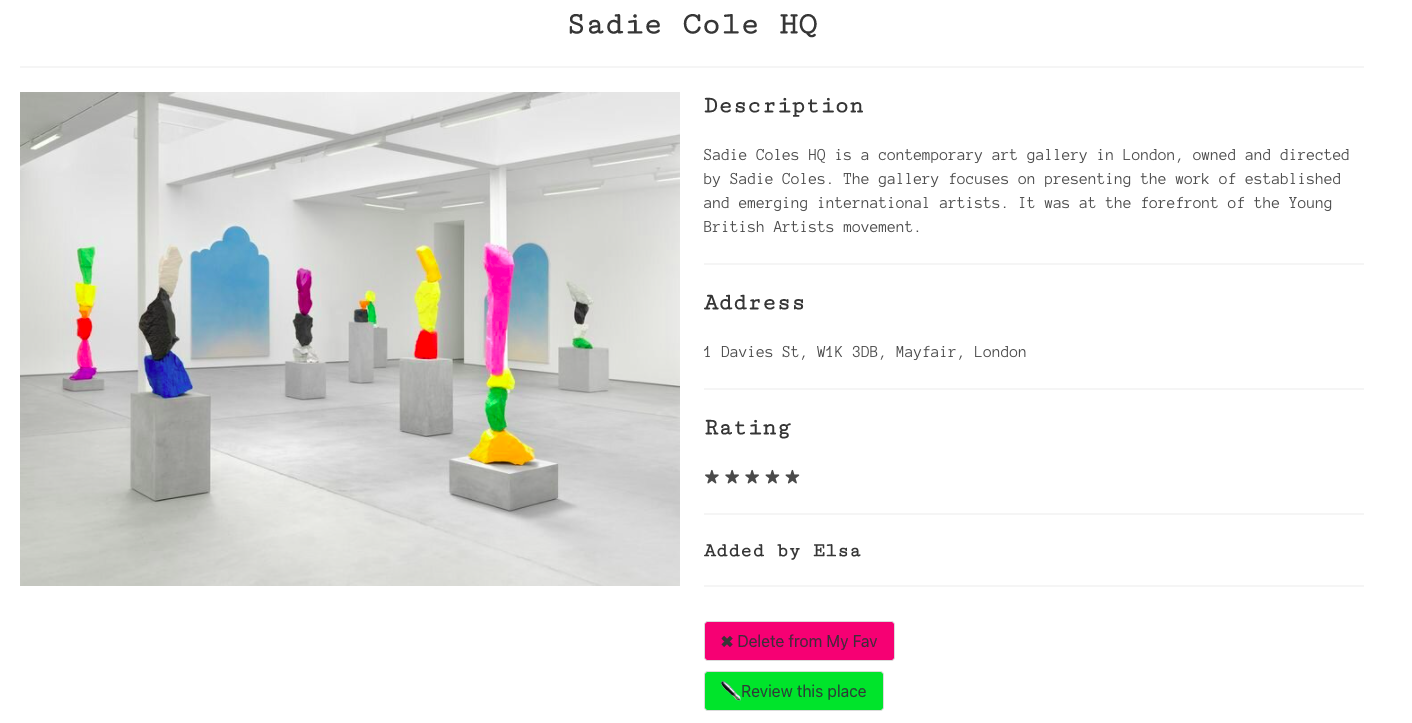 Sadie Cole HQ
Description
Sadie Coles HQ is a contemporary art gallery in London, owned and directed
by Sadie Coles. The gallery focuses on presenting the work of established
and emerging international artists. It was at the forefront of the Young
British Artists movement.
Address
1 Davies St, W1K 3DB, Mayfair, London
Rating
★ ★ ★ ★ ★
Added by Elsa
✖ Delete from My Fav
Review this place